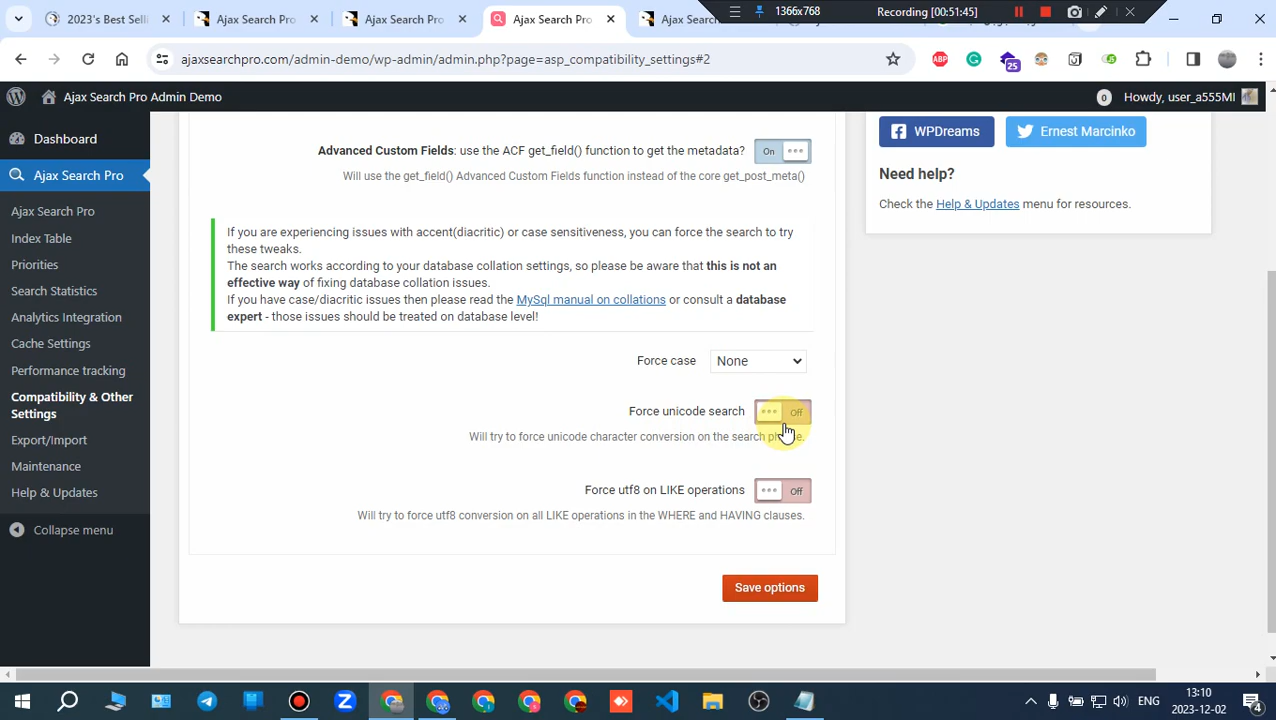 2023's Best Sell
Ajax Search Pro
Ajax Search Pro
Ajax Search Pro
Ajax Sear
1366x768
Recording [00:51:45]
ajaxsearchpro.com/admin-demo/wp-admin/admin.php?page=asp_compatibility_settings#2
ABP
25
Ajax Search Pro Admin Demo
0
Howdy, user_a555MI
Dashboard
Ajax Search Pro
Ajax Search Pro
Index Table
Priorities
Search Statistics
Analytics Integration
Cache Settings
Performance tracking
Compatibility & Other
Settings
Export/Import
Maintenance
Help & Updates
Collapse menu
Advanced Custom Fields: use the ACF get_field() function to get the metadata?
On
Will use the get_field() Advanced Custom Fields function instead of the core get_post_meta()
If you are experiencing issues with accent(diacritic) or case sensitiveness, you can force the search to try
these tweaks.
The search works according to your database collation settings, so please be aware that this is not an
effective way of fixing database collation issues.
If you have case/diacritic issues then please read the MySql manual on collations or consult a database
expert - those issues should be treated on database level!
Force case
None
Force unicode search
Off
Will try to force unicode character conversion on the search
Force utf8 on LIKE operations
Off
Will try to force utf8 conversion on all LIKE operations in the WHERE and HAVING clauses.
Save options
WPDreams
Ernest Marcinko
Need help?
Check the Help & Updates menu for resources.
ENG
13:10
2023-12-02
4